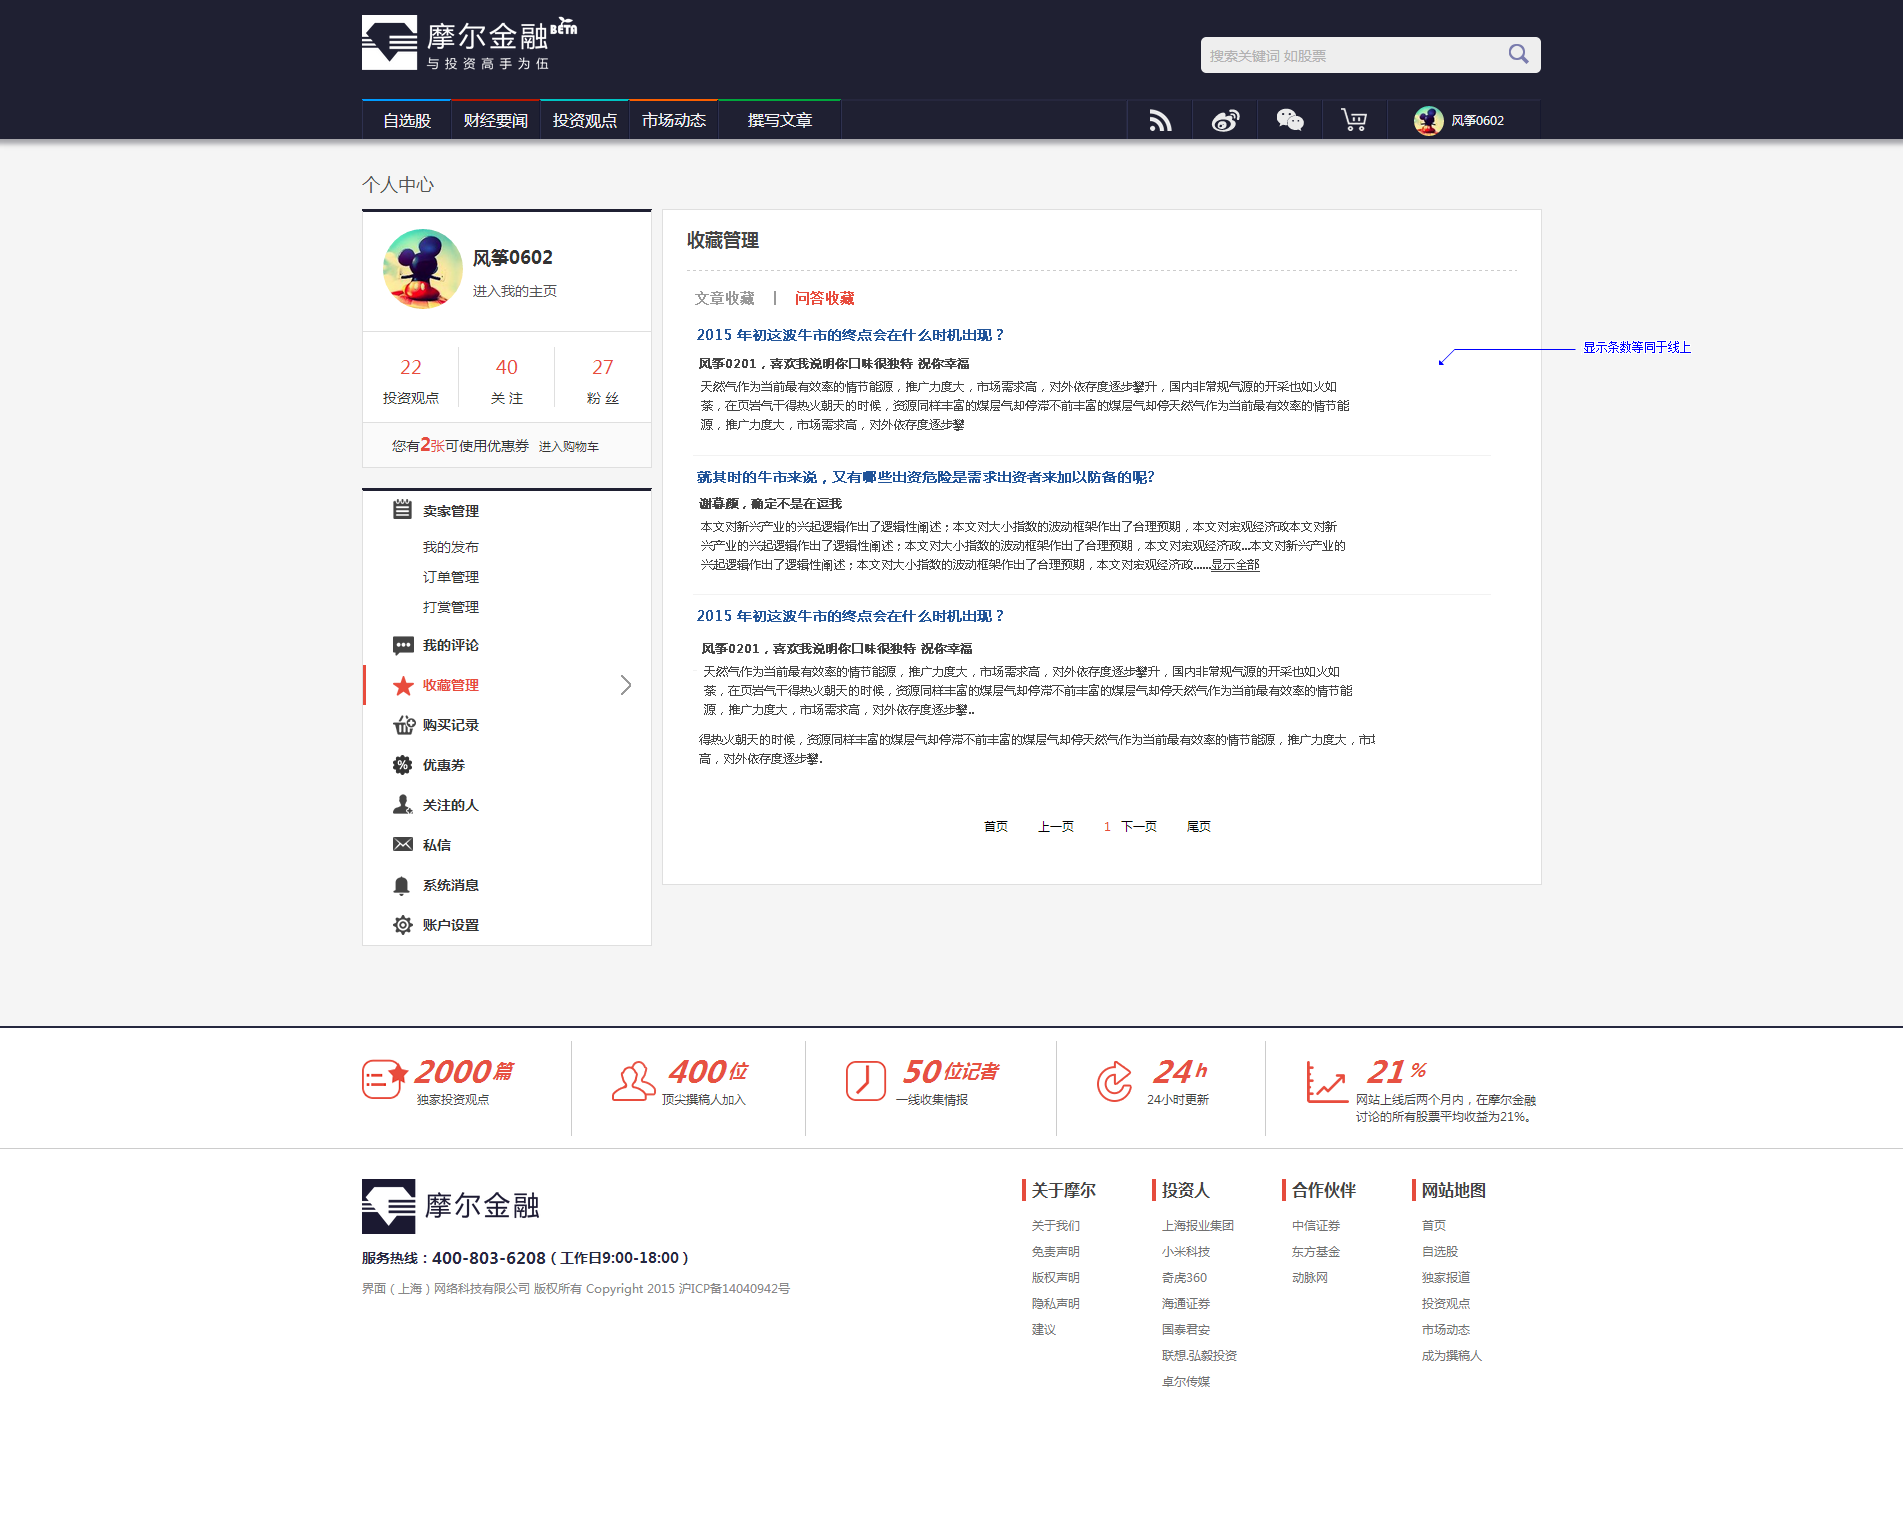 摩尔金融BETA
与投资高手为伍
搜索关键词 如股票
自选股 财经要闻 投资观点 市场动态 撰写文章 风筝0602
个人中心
风筝0602
进入我的主页
22 40 27
投资观点 关 注 粉 丝
您有2张可使用优惠券 进入购物车
卖家管理
我的发布
订单管理
打赏管理
我的评论
收藏管理
购买记录
优惠券
关注的人
私信
系统消息
账户设置
收藏管理
文章收藏 | 问答收藏
2015 年初这波牛市的终点会在什么时机出现？
风筝0201，喜欢我说明你口味很独特 祝你幸福
天然气作为当前最有效率的情节能源，推广力度大，市场需求高，对外依存度逐步攀升，国内非常规气源的开采也如火如
荼，在页岩气干得热火朝天的时候，资源同样丰富的煤层气却停滞不前丰富的煤层气却停天然气作为当前最有效率的情节能
源，推广力度大，市场需求高，对外依存度逐步攀
显示条数等同于线上
就其时的牛市来说，又有哪些出资危险是需求出资者来加以防备的呢?
谢暮颜，确定不是在逗我
本文对新兴产业的兴起逻辑作出了逻辑性阐述；本文对大小指数的波动框架作出了合理预期，本文对宏观经济政本文对新
兴产业的兴起逻辑作出了逻辑性阐述；本文对大小指数的波动框架作出了合理预期，本文对宏观经济政...本文对新兴产业的
兴起逻辑作出了逻辑性阐述；本文对大小指数的波动框架作出了合理预期，本文对宏观经济政......显示全部
2015 年初这波牛市的终点会在什么时机出现？
风筝0201，喜欢我说明你口味很独特 祝你幸福
天然气作为当前最有效率的情节能源，推广力度大，市场需求高，对外依存度逐步攀升，国内非常规气源的开采也如火如
荼，在页岩气干得热火朝天的时候，资源同样丰富的煤层气却停滞不前丰富的煤层气却停天然气作为当前最有效率的情节能
源，推广力度大，市场需求高，对外依存度逐步攀..
得热火朝天的时候，资源同样丰富的煤层气却停滞不前丰富的煤层气却停天然气作为当前最有效率的情节能源，推广力度大，市
高，对外依存度逐步攀.
首页 上一页 1 下一页 尾页
2000篇
独家投资观点
400位
顶尖撰稿人加入
50位记者
一线收集情报
24h
24小时更新
21%
网站上线后两个月内，在摩尔金融
讨论的所有股票平均收益为21%。
摩尔金融
服务热线：400-803-6208（工作日9:00-18:00）
界面（上海）网络科技有限公司 版权所有 Copyright 2015 沪ICP备14040942号
关于摩尔
关于我们
免责声明
版权声明
隐私声明
建议
投资人
上海报业集团
小米科技
奇虎360
海通证券
国泰君安
联想.弘毅投资
卓尔传媒
合作伙伴
中信证券
东方基金
动脉网
网站地图
首页
自选股
独家报道
投资观点
市场动态
成为撰稿人